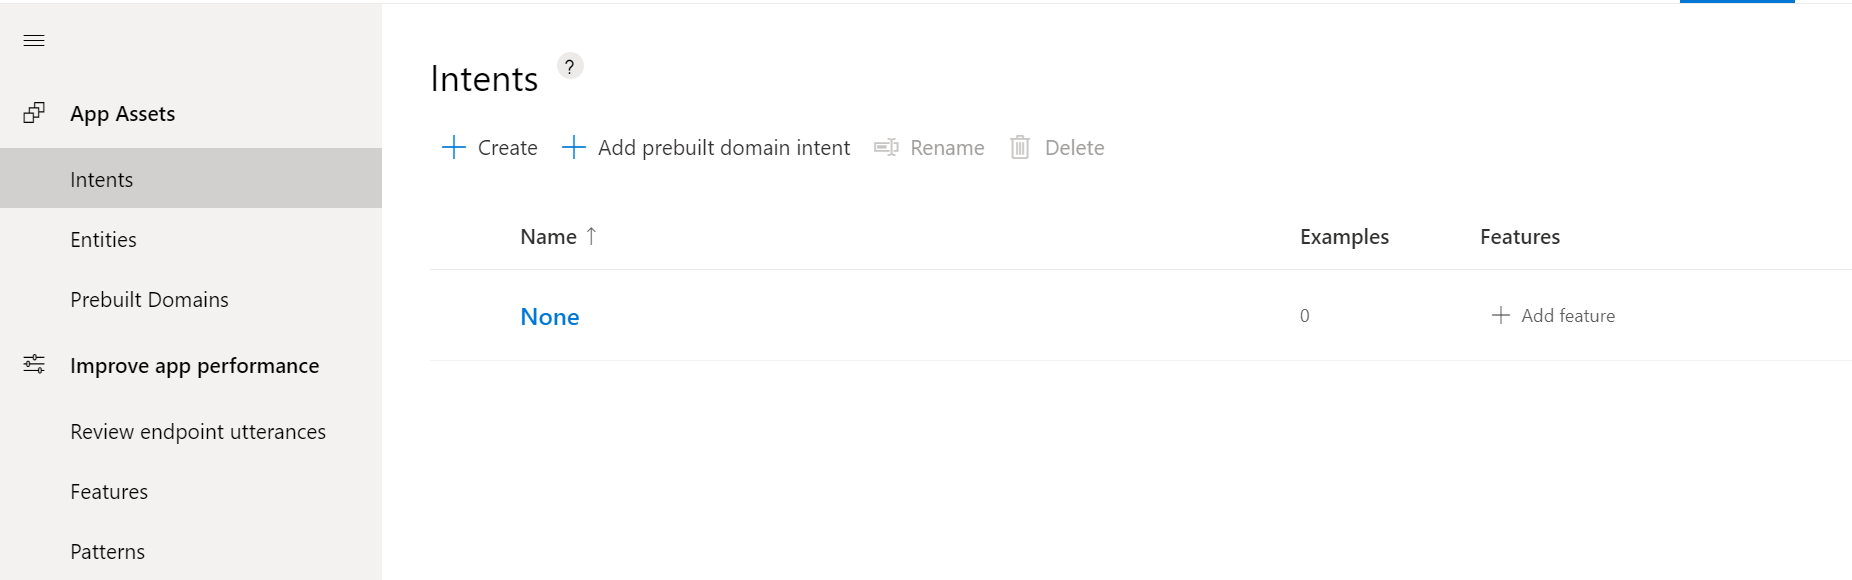 Intents ?
App Assets
Create Add prebuilt domain intent Rename Delete
Intents
Entities
Prebuilt Domains
Improve app performance
Review endpoint utterances
Features
Patterns
Name ↑ Examples Features
None 0 Add feature